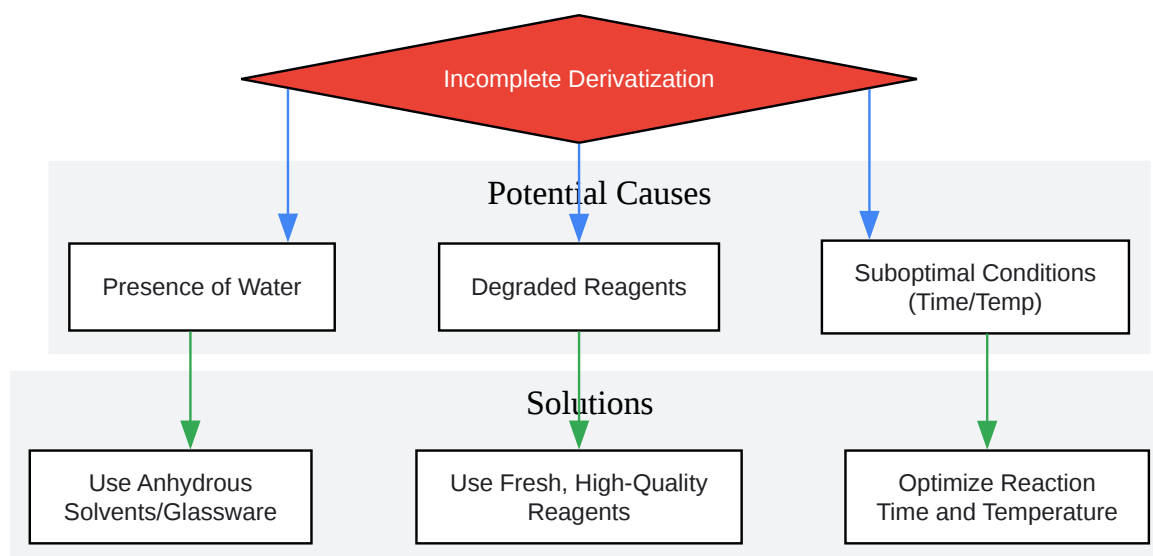 Incomplete Derivatization
Potential Causes
Presence of Water
Degraded Reagents
Suboptimal Conditions
(Time/Temp)
Solutions
Use Anhydrous
Solvents/Glassware
Use Fresh, High-Quality
Reagents
Optimize Reaction
Time and Temperature